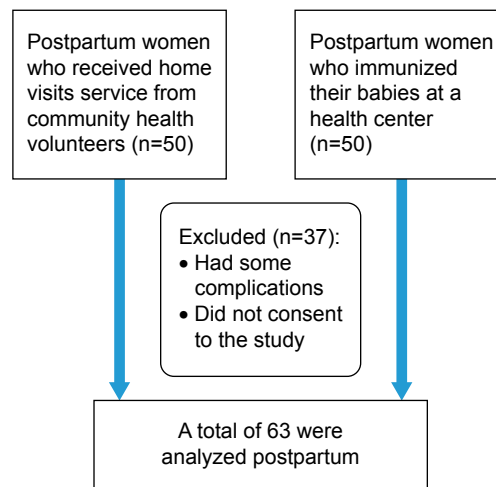 Postpartum women
who received home
visits service from
community health
volunteers (n=50)
Postpartum women
who immunized
their babies at a
health center
(n=50)
Excluded (n=37):
• Had some
complications
• Did not consent
to the study
A total of 63 were
analyzed postpartum